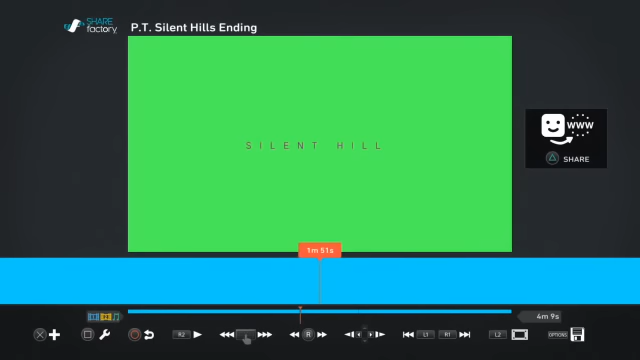 SHARE
factory
P.T. Silent Hills Ending
SILENT HILL
WWW
SHARE
1m 51s
4m 9s
R2
R
L1
R1
L2
OPTIONS